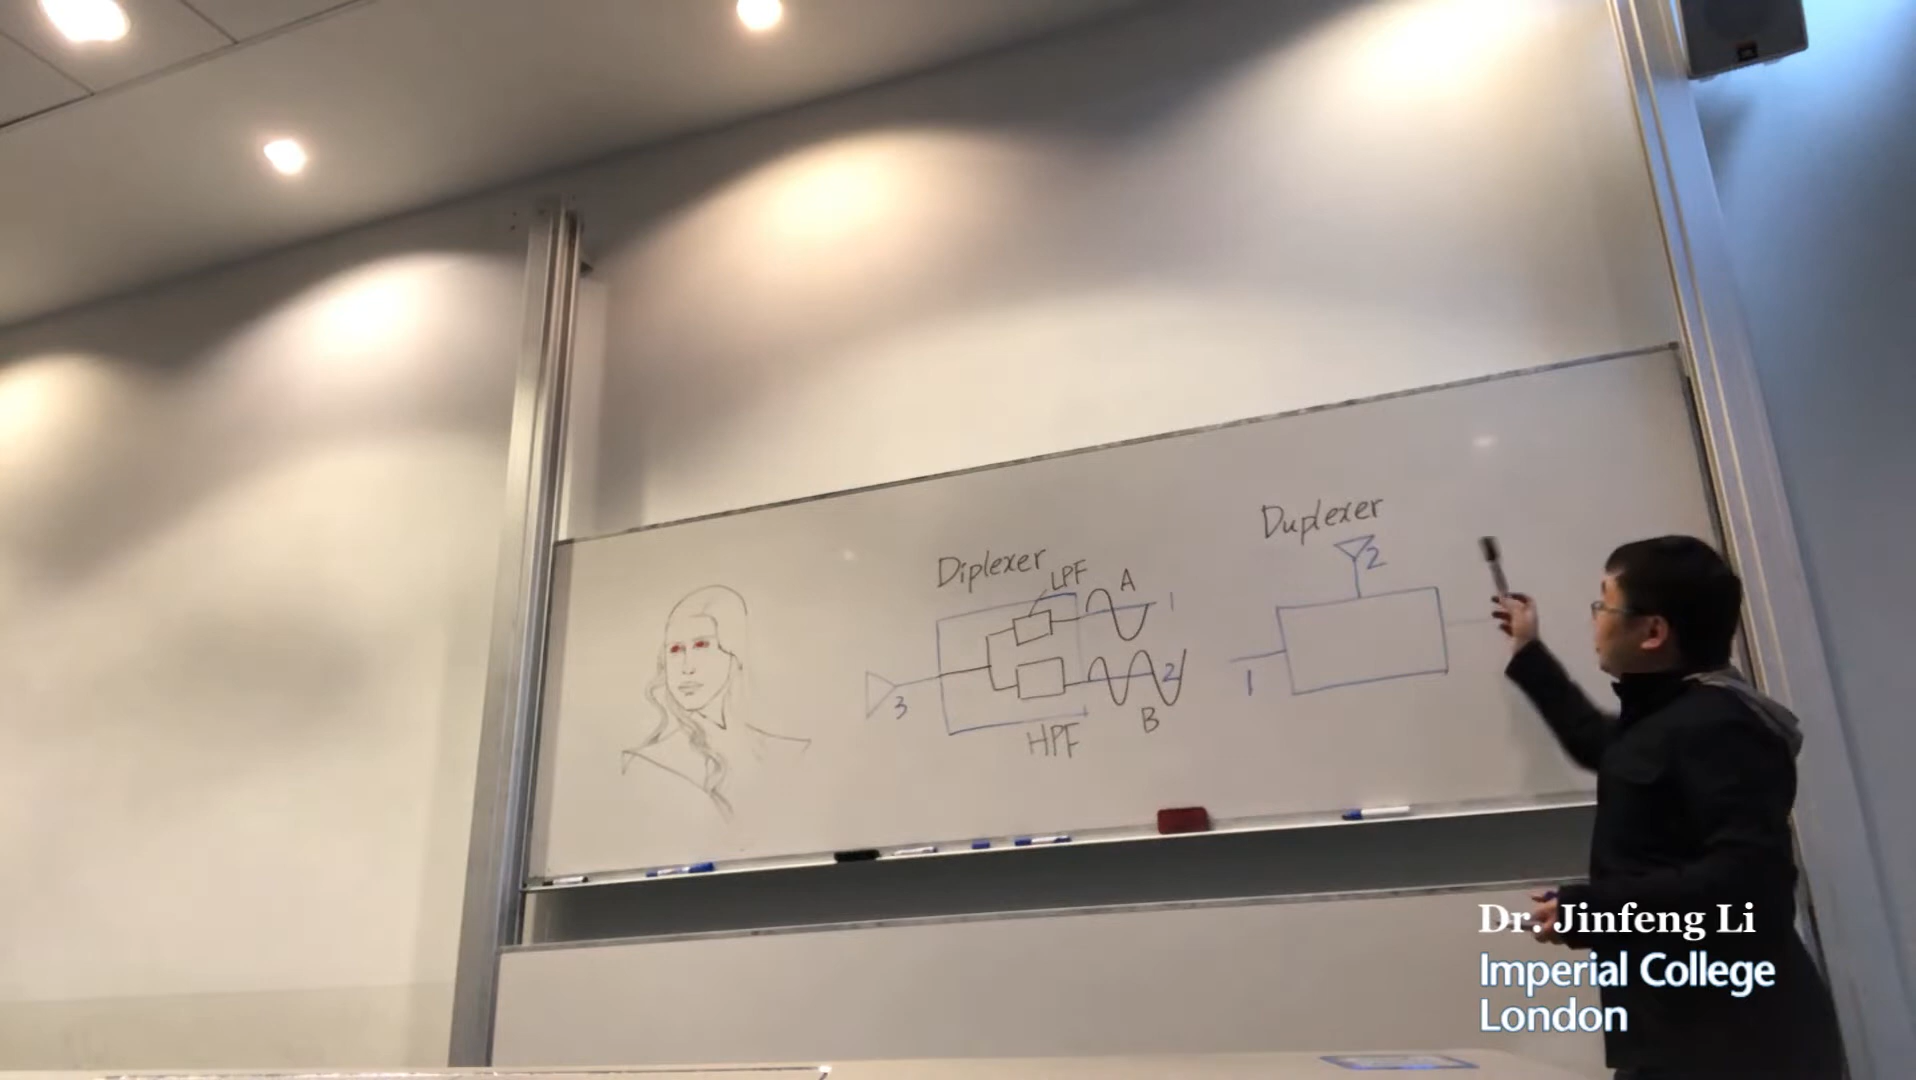 Diplexer
LPF
A
1
3
2
B
HPF
Duplexer
2
1
Dr. Jinfeng Li
Imperial College
London